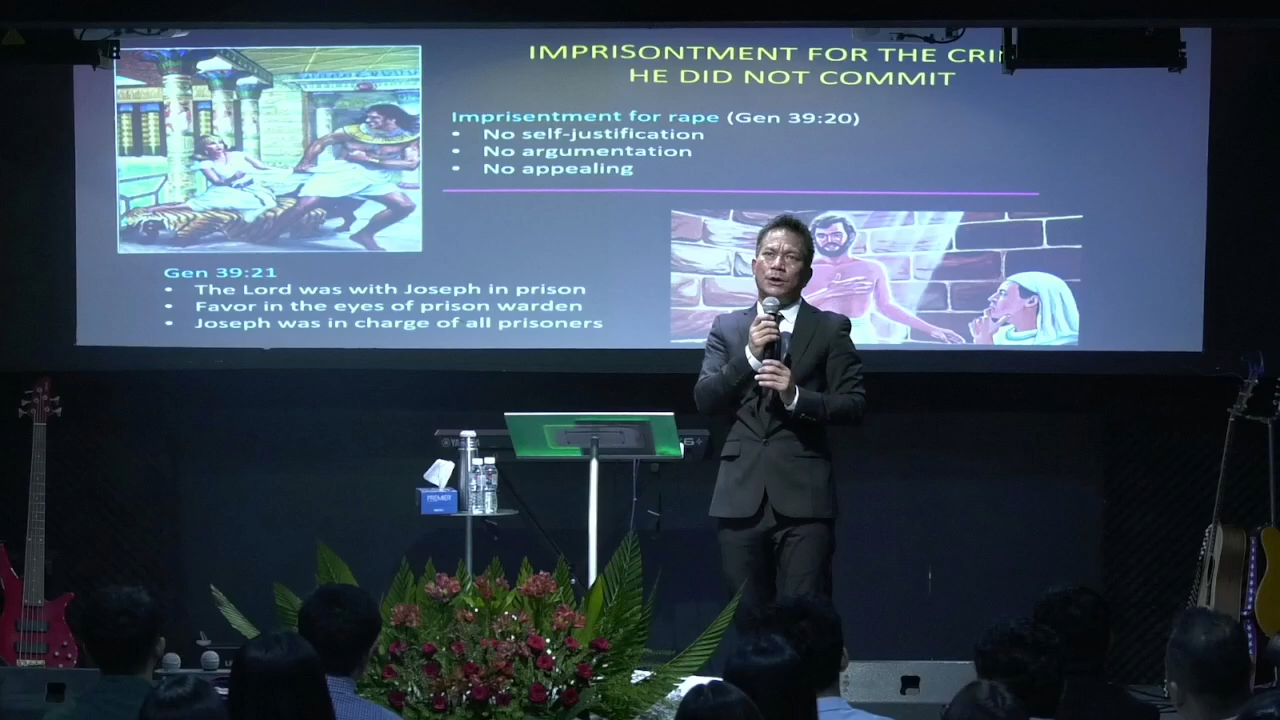 IMPRISONTMENT FOR THE CRI
HE DID NOT COMMIT
Imprisentment for rape (Gen 39:20)
• No self-justification
• No argumentation
• No appealing
Gen 39:21
• The Lord was with Joseph in prison
• Favor in the eyes of prison warden
• Joseph was in charge of all prisoners
PREMIER